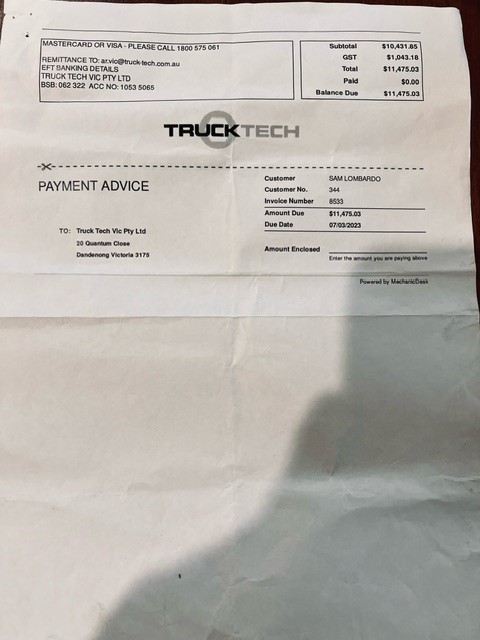 MASTERCARD OR VISA - PLEASE CALL 1800 575 061
REMITTANCE TO: ar.vic@truck-tech.com.au
EFT BANKING DETAILS
TRUCK TECH VIC PTY LTD
BSB: 062 322 ACC NO: 1053 5065
Subtotal $10,431.85
GST $1,043.18
Total $11,475.03
Paid $0.00
Balance Due $11,475.03
TRUCKTECH
PAYMENT ADVICE
TO: Truck Tech Vic Pty Ltd
20 Quantum Close
Dandenong Victoria 3175
Customer SAM LOMBARDO
Customer No. 344
Invoice Number 8533
Amount Due $11,475.03
Due Date 07/03/2023
Amount Enclosed
Enter the amount you are paying above
Powered by MechanicDesk